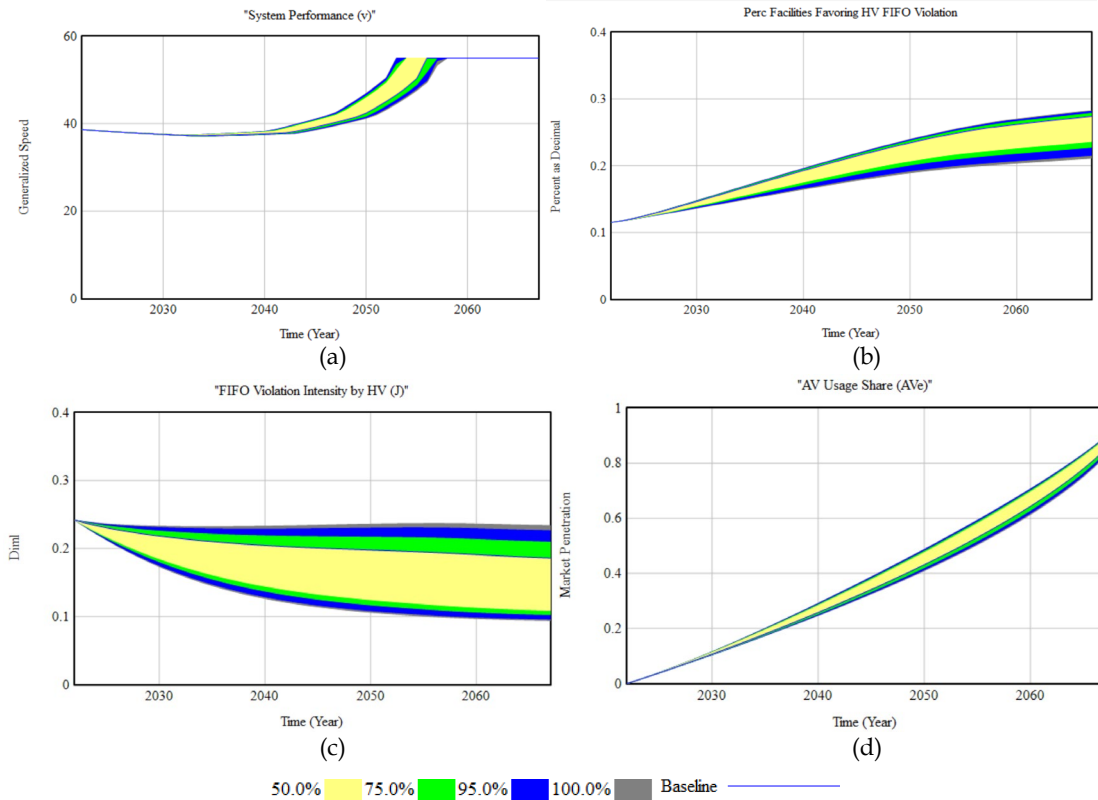 "System Performance (v)"
60
40
20
0
Generalized Speed
2030
2040
2050
2060
Time (Year)
(a)
Perc Facilities Favoring HV FIFO Violation
0.4
0.3
0.2
0.1
0
Percent as Decimal
2030
2040
2050
2060
Time (Year)
(b)
"FIFO Violation Intensity by HV (J)"
0.4
0.3
0.2
0.1
0
Diml
2030
2040
2050
2060
Time (Year)
(c)
"AV Usage Share (AVe)"
1
0.8
0.6
0.4
0.2
0
Market Penetration
2030
2040
2050
2060
Time (Year)
(d)
50.0% 75.0% 95.0% 100.0% Baseline